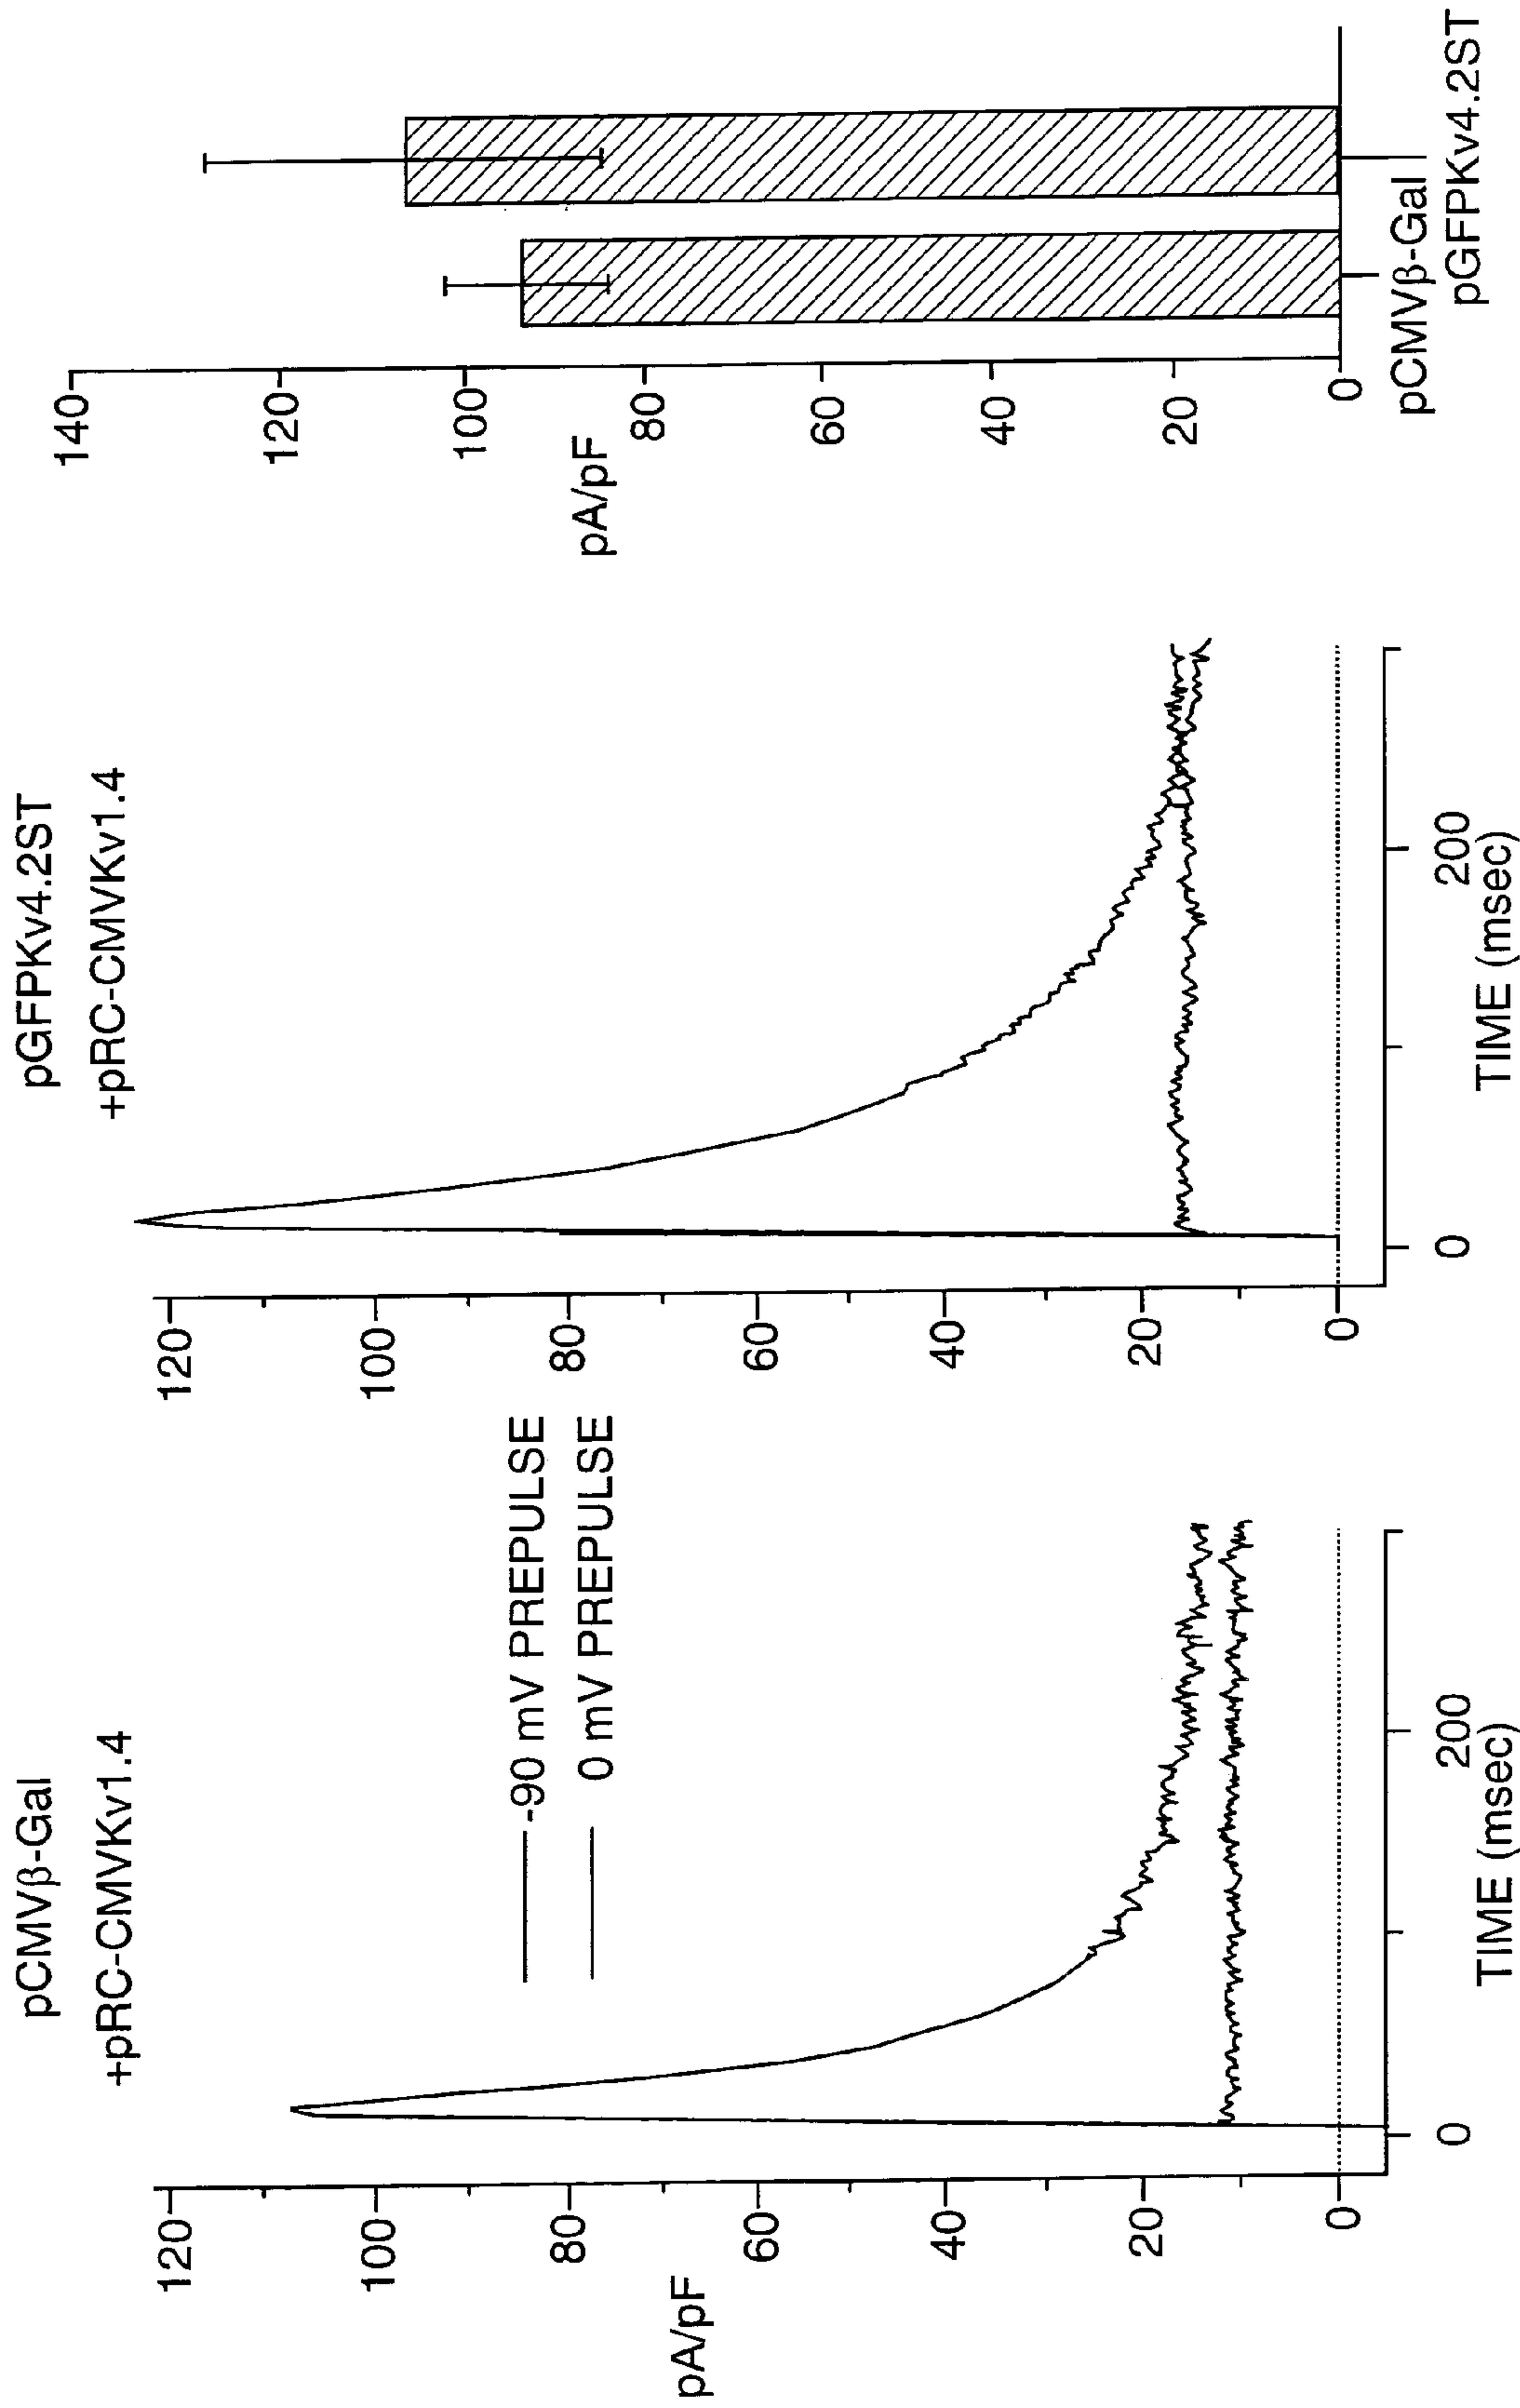 pCMVβ-Gal
+pRC-CMVKv1.4
pA/pF
120
100
80
60
40
20
0
-90 mV PREPULSE
0 mV PREPULSE
0
200
TIME (msec)
pGFPKv4.2ST
+pRC-CMVKv1.4
120
100
80
60
40
20
0
0
200
TIME (msec)
140
120
100
80
60
40
20
0
pA/pF
pCMVβ-Gal
pGFPKv4.2ST